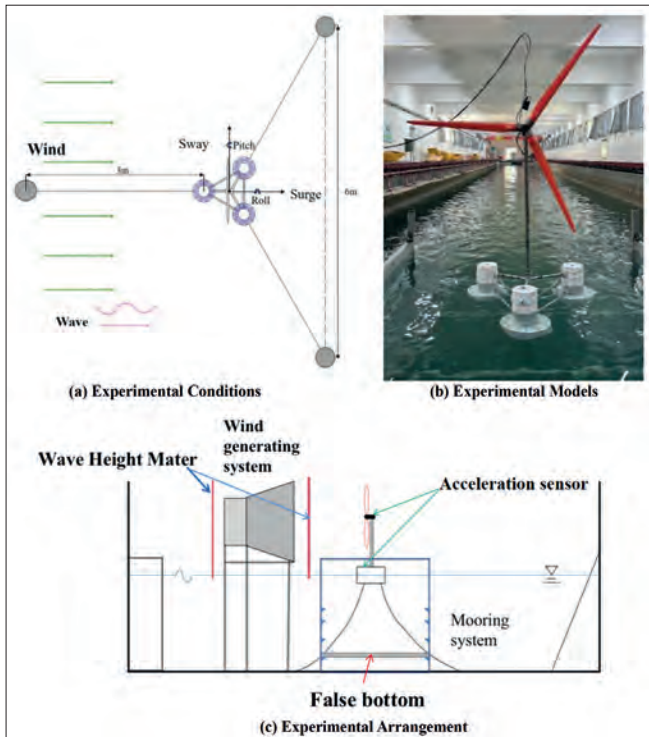 Wind
Sway
Pitch
5m
Surge
Roll
6m
Wave
(a) Experimental Conditions
(b) Experimental Models
Wind
generating
system
Wave Height Mater
Acceleration sensor
Mooring
system
False bottom
(c) Experimental Arrangement